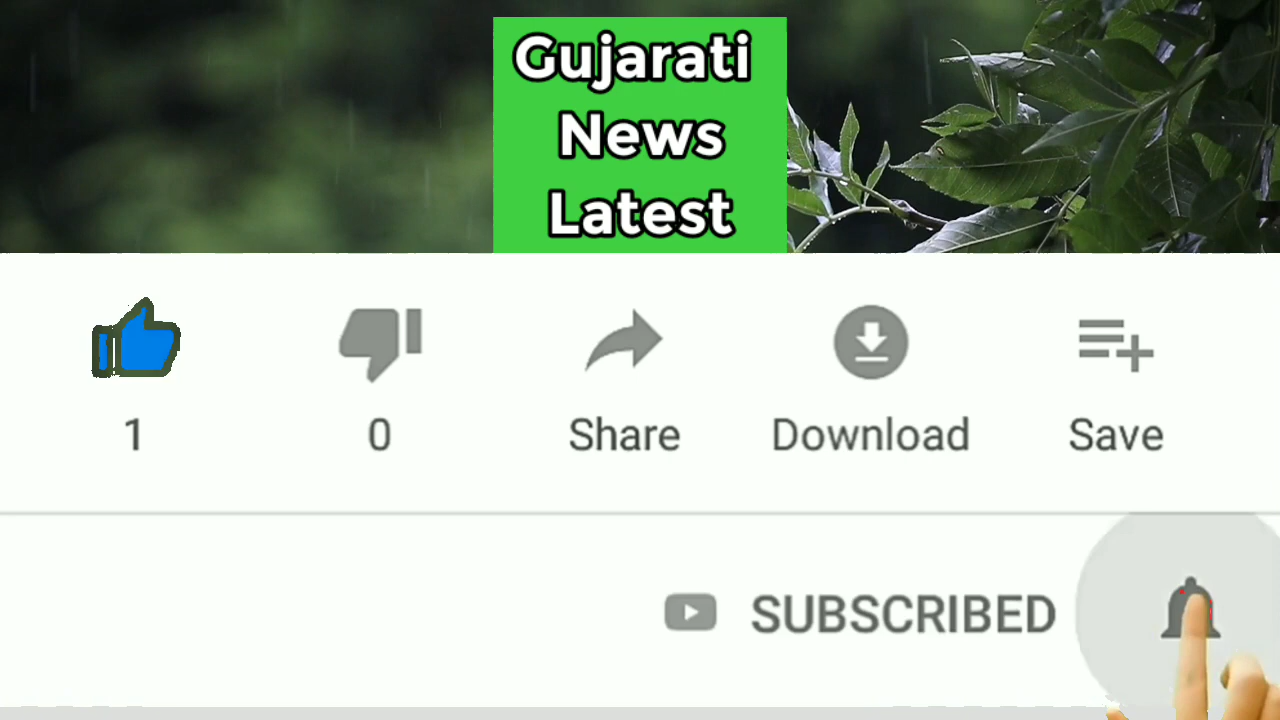 Gujarati
News
Latest
1 0 Share Download Save
SUBSCRIBED